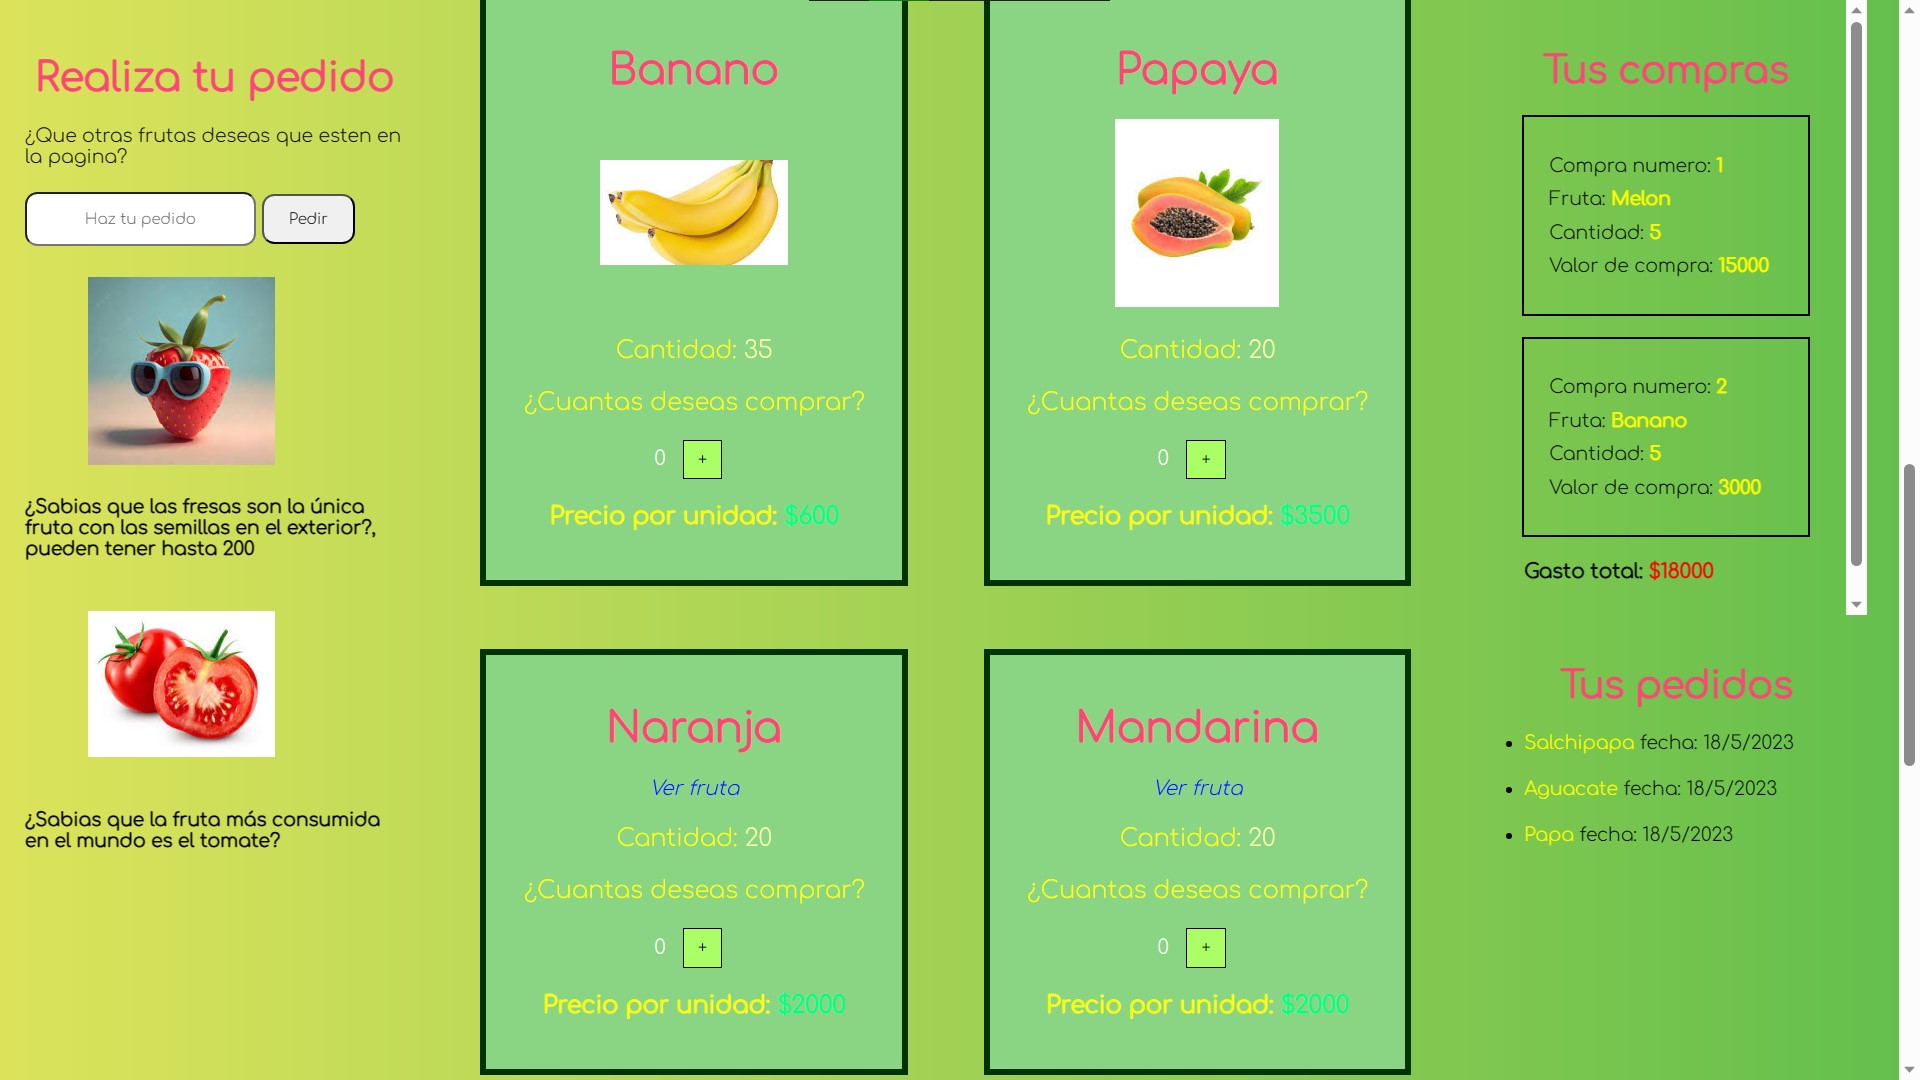 Realiza tu pedido
¿Que otras frutas deseas que esten en
la pagina?
Haz tu pedido
Pedir
¿Sabias que las fresas son la única
fruta con las semillas en el exterior?,
pueden tener hasta 200
¿Sabias que la fruta más consumida
en el mundo es el tomate?
Banano
Cantidad: 35
¿Cuantas deseas comprar?
0 +
Precio por unidad: $600
Papaya
Cantidad: 20
¿Cuantas deseas comprar?
0 +
Precio por unidad: $3500
Naranja
Ver fruta
Cantidad: 20
¿Cuantas deseas comprar?
0 +
Precio por unidad: $2000
Mandarina
Ver fruta
Cantidad: 20
¿Cuantas deseas comprar?
0 +
Precio por unidad: $2000
Tus compras
Compra numero: 1
Fruta: Melon
Cantidad: 5
Valor de compra: 15000
Compra numero: 2
Fruta: Banano
Cantidad: 5
Valor de compra: 3000
Gasto total: $18000
Tus pedidos
Salchipapa fecha: 18/5/2023
Aguacate fecha: 18/5/2023
Papa fecha: 18/5/2023